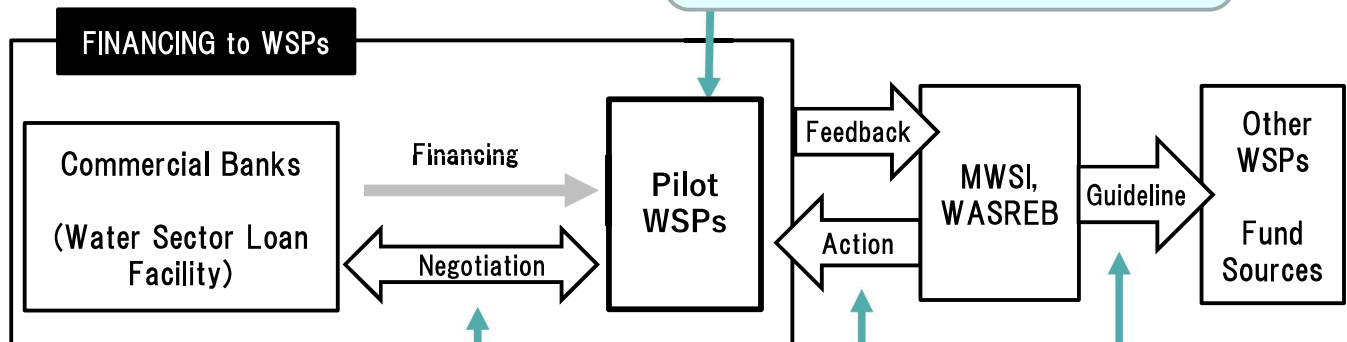 FINANCING to WSPs
Commercial Banks
(Water Sector Loan
Facility)
Financing
Negotiation
Pilot
WSPs
Feedback
Action
MWSI,
WASREB
Guideline
Other
WSPs
Fund
Sources